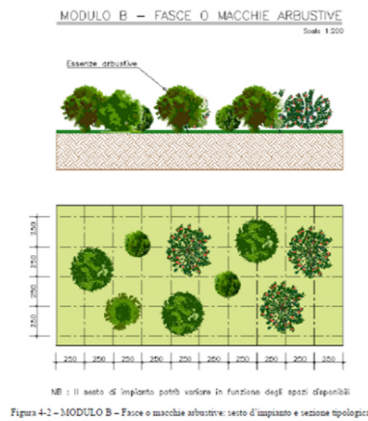 MODULO B – FASCE O MACCHIE ARBUSTIVE
Scala 1:200
Essenze arbustive
250
250
250
250
250 250 250 250 250 250 250 250 250 250
NB : Il sesto di impianto potrà variare in funzione degli spazi disponibili
Figura 4-2 – MODULO B – Fasce o macchie arbustive: sesto d'impianto e sezione tipologica